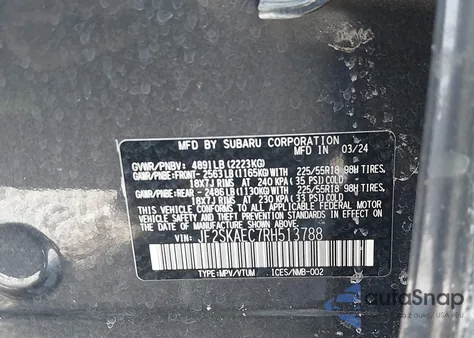 MFD BY SUBARU CORPORATION 03/24
GVWR/PNBV: 4891LB(2223KG)
GAWR/PNBE:FRONT- 2563LB(1165KG) WITH 225/55R18 98H TIRES,
18X7J RIMS AT 240 KPA(35 PSI)COLD
GAWR/PNBE:REAR -2486LB(1130KG) WITH 225/55R18 98H TIRES,
18X7J RIMS AT 230 KPA(33 PSI)COLD
THIS VEHICLE CONFORMS TO ALL APPLICABLE FEDERAL MOTOR VEHICLE
SAFETY, BUMPER, AND THEFT PREVENTION STANDARDS IN EFFECT ON
THE DATE OF MANUFACTURE SHOWN ABOVE.
VIN: JF2SKAEC7RH513788
TYPE:MPV/VTUM ICES/NMB-002
autoSnap
USA / EU